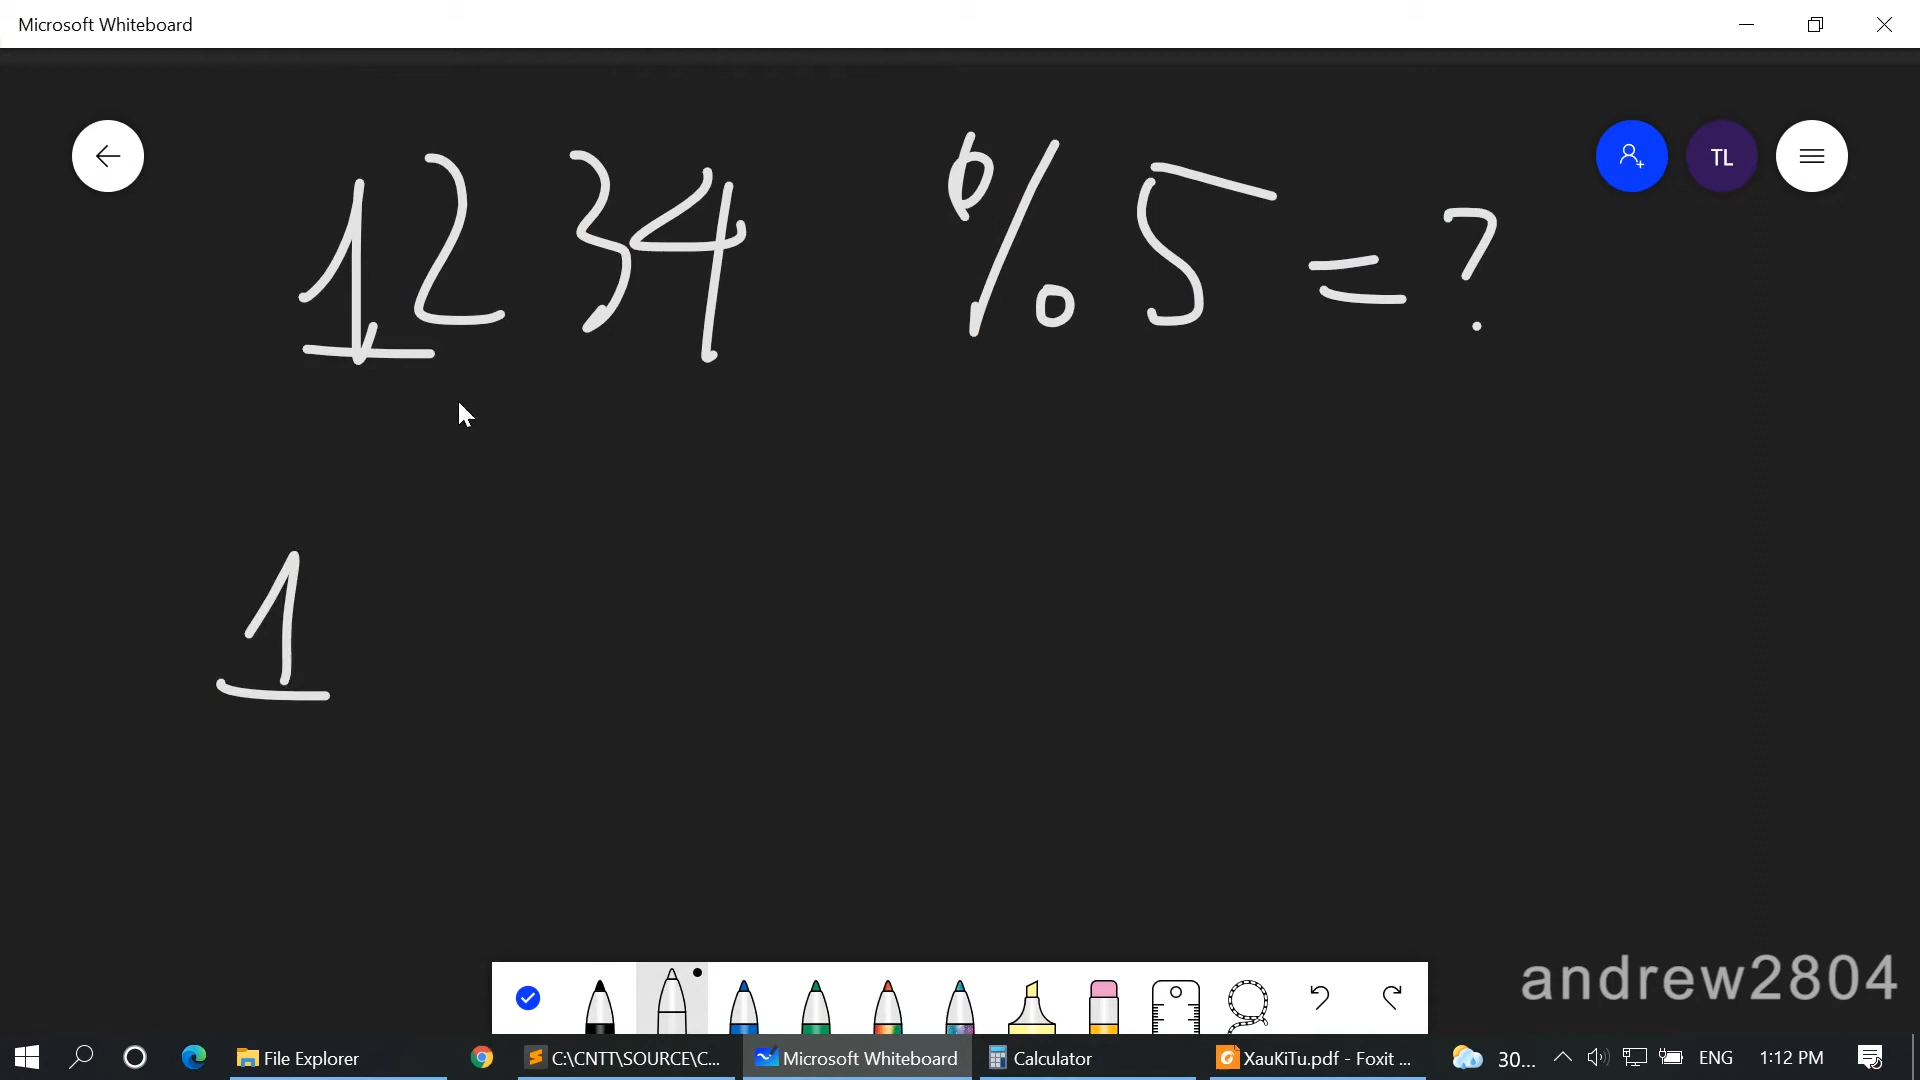 Microsoft Whiteboard
TL
1234 % 5 = ?
1
andrew2804
File Explorer
C:\CNTT\SOURCE\C...
Microsoft Whiteboard
Calculator
XauKiTu.pdf - Foxit ...
30...
ENG
1:12 PM